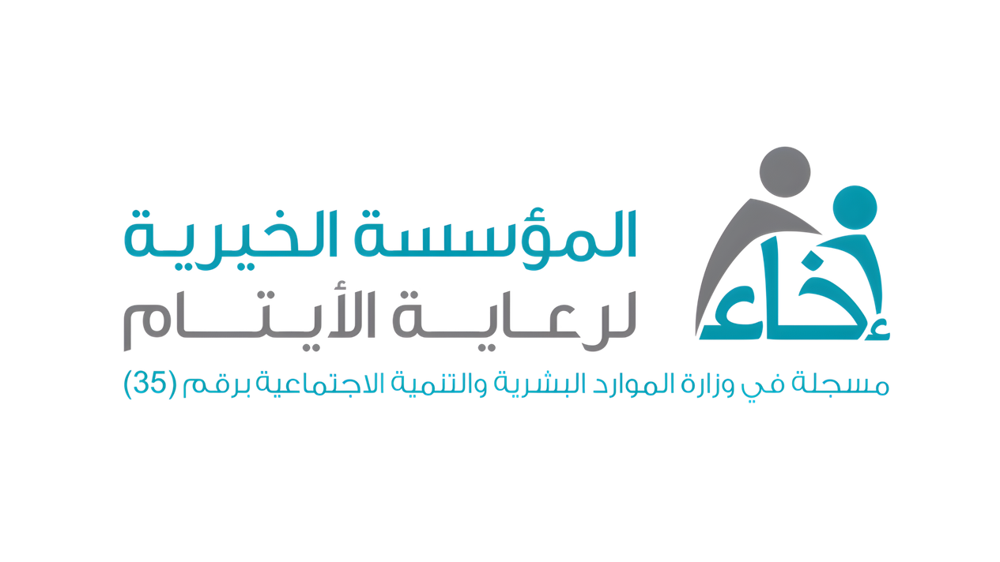 إخاء
المؤسسة الخيرية
لرعاية الأيتام
مسجلة في وزارة الموارد البشرية والتنمية الاجتماعية برقم (35)